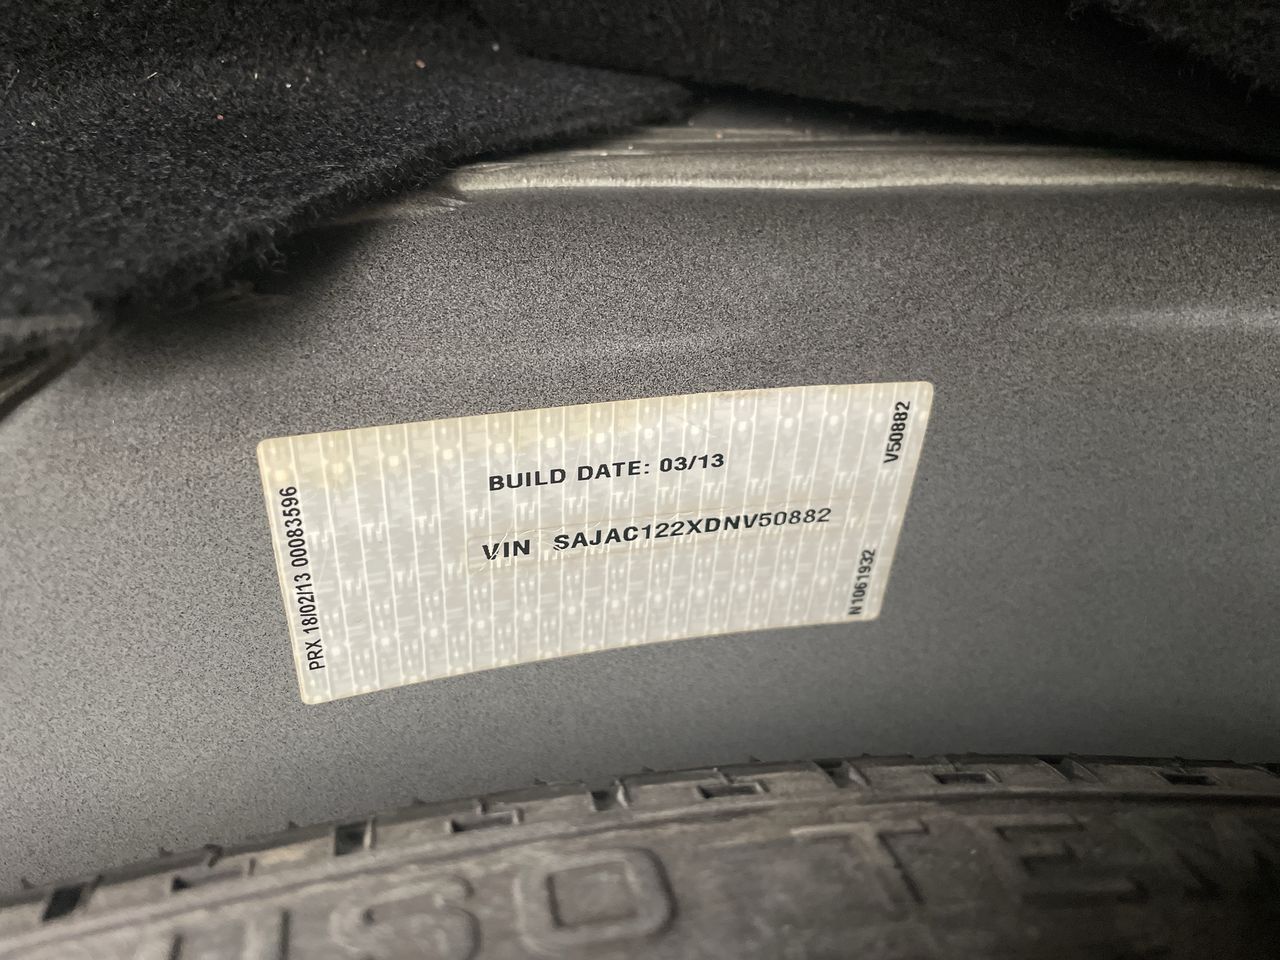 BUILD DATE: 03/13
VIN SAJAC122XDNV50882
PRX 18/02/13 00083596
V50882
N1061932